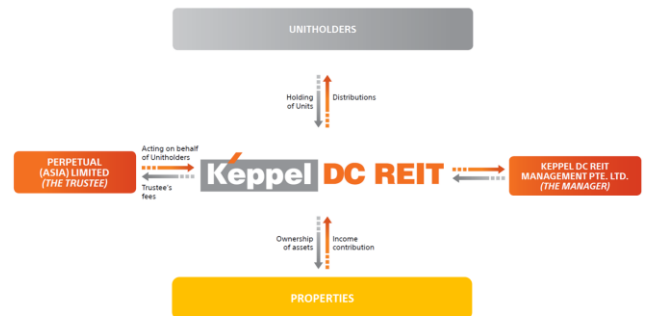 UNITHOLDERS
Holding
of Units
Distributions
Acting on behalf
of Unitholders
PERPETUAL
(ASIA) LIMITED
(THE TRUSTEE)
Trustee's
fees
Keppel DC REIT
KEPPEL DC REIT
MANAGEMENT PTE. LTD.
(THE MANAGER)
Ownership
of assets
Income
contribution
PROPERTIES